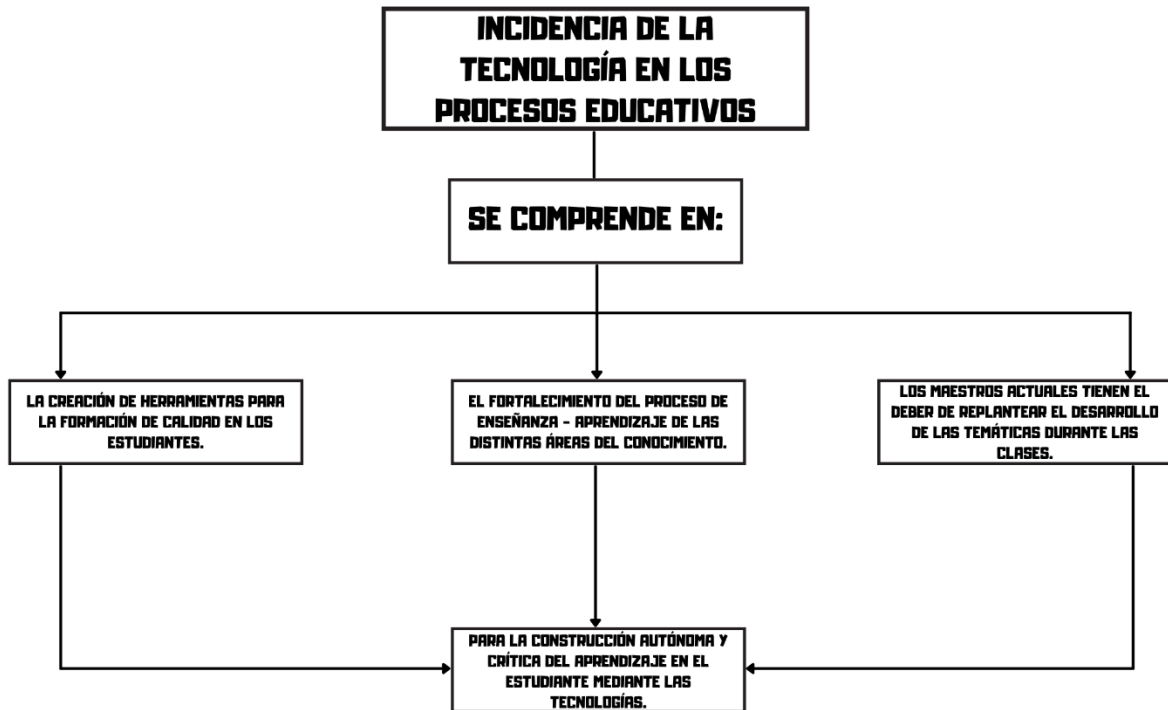 INCIDENCIA DE LA
TECNOLOGÍA EN LOS
PROCESOS EDUCATIVOS
SE COMPRENDE EN:
LA CREACIÓN DE HERRAMIENTAS PARA
LA FORMACIÓN DE CALIDAD EN LOS
ESTUDIANTES.
EL FORTALECIMIENTO DEL PROCESO DE
ENSEÑANZA - APRENDIZAJE DE LAS
DISTINTAS ÁREAS DEL CONOCIMIENTO.
LOS MAESTROS ACTUALES TIENEN EL
DEBER DE REPLANTEAR EL DESARROLLO
DE LAS TEMÁTICAS DURANTE LAS
CLASES.
PARA LA CONSTRUCCIÓN AUTÓNOMA Y
CRÍTICA DEL APRENDIZAJE EN EL
ESTUDIANTE MEDIANTE LAS
TECNOLOGÍAS.